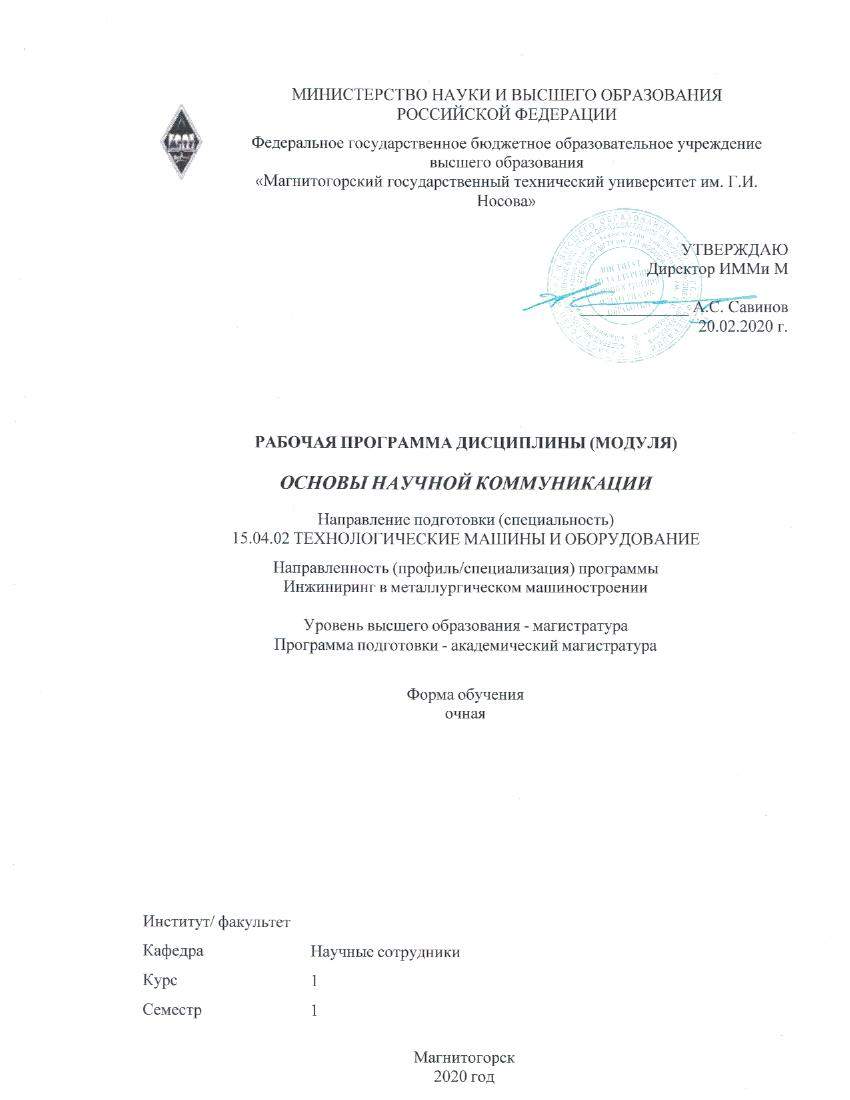 МИНИСТЕРСТВО НАУКИ И ВЫСШЕГО ОБРАЗОВАНИЯ
РОССИЙСКОЙ ФЕДЕРАЦИИ
Федеральное государственное бюджетное образовательное учреждение
высшего образования
«Магнитогорский государственный технический университет им. Г.И.
Носова»
УТВЕРЖДАЮ
Директор ИММи М
А.С. Савинов
20.02.2020 г.
РАБОЧАЯ ПРОГРАММА ДИСЦИПЛИНЫ (МОДУЛЯ)
ОСНОВЫ НАУЧНОЙ КОММУНИКАЦИИ
Направление подготовки (специальность)
15.04.02 ТЕХНОЛОГИЧЕСКИЕ МАШИНЫ И ОБОРУДОВАНИЕ
Направленность (профиль/специализация) программы
Инжиниринг в металлургическом машиностроении
Уровень высшего образования - магистратура
Программа подготовки - академический магистратура
Форма обучения
очная
Институт/ факультет
Кафедра Научные сотрудники
Курс 1
Семестр 1
Магнитогорск
2020 год